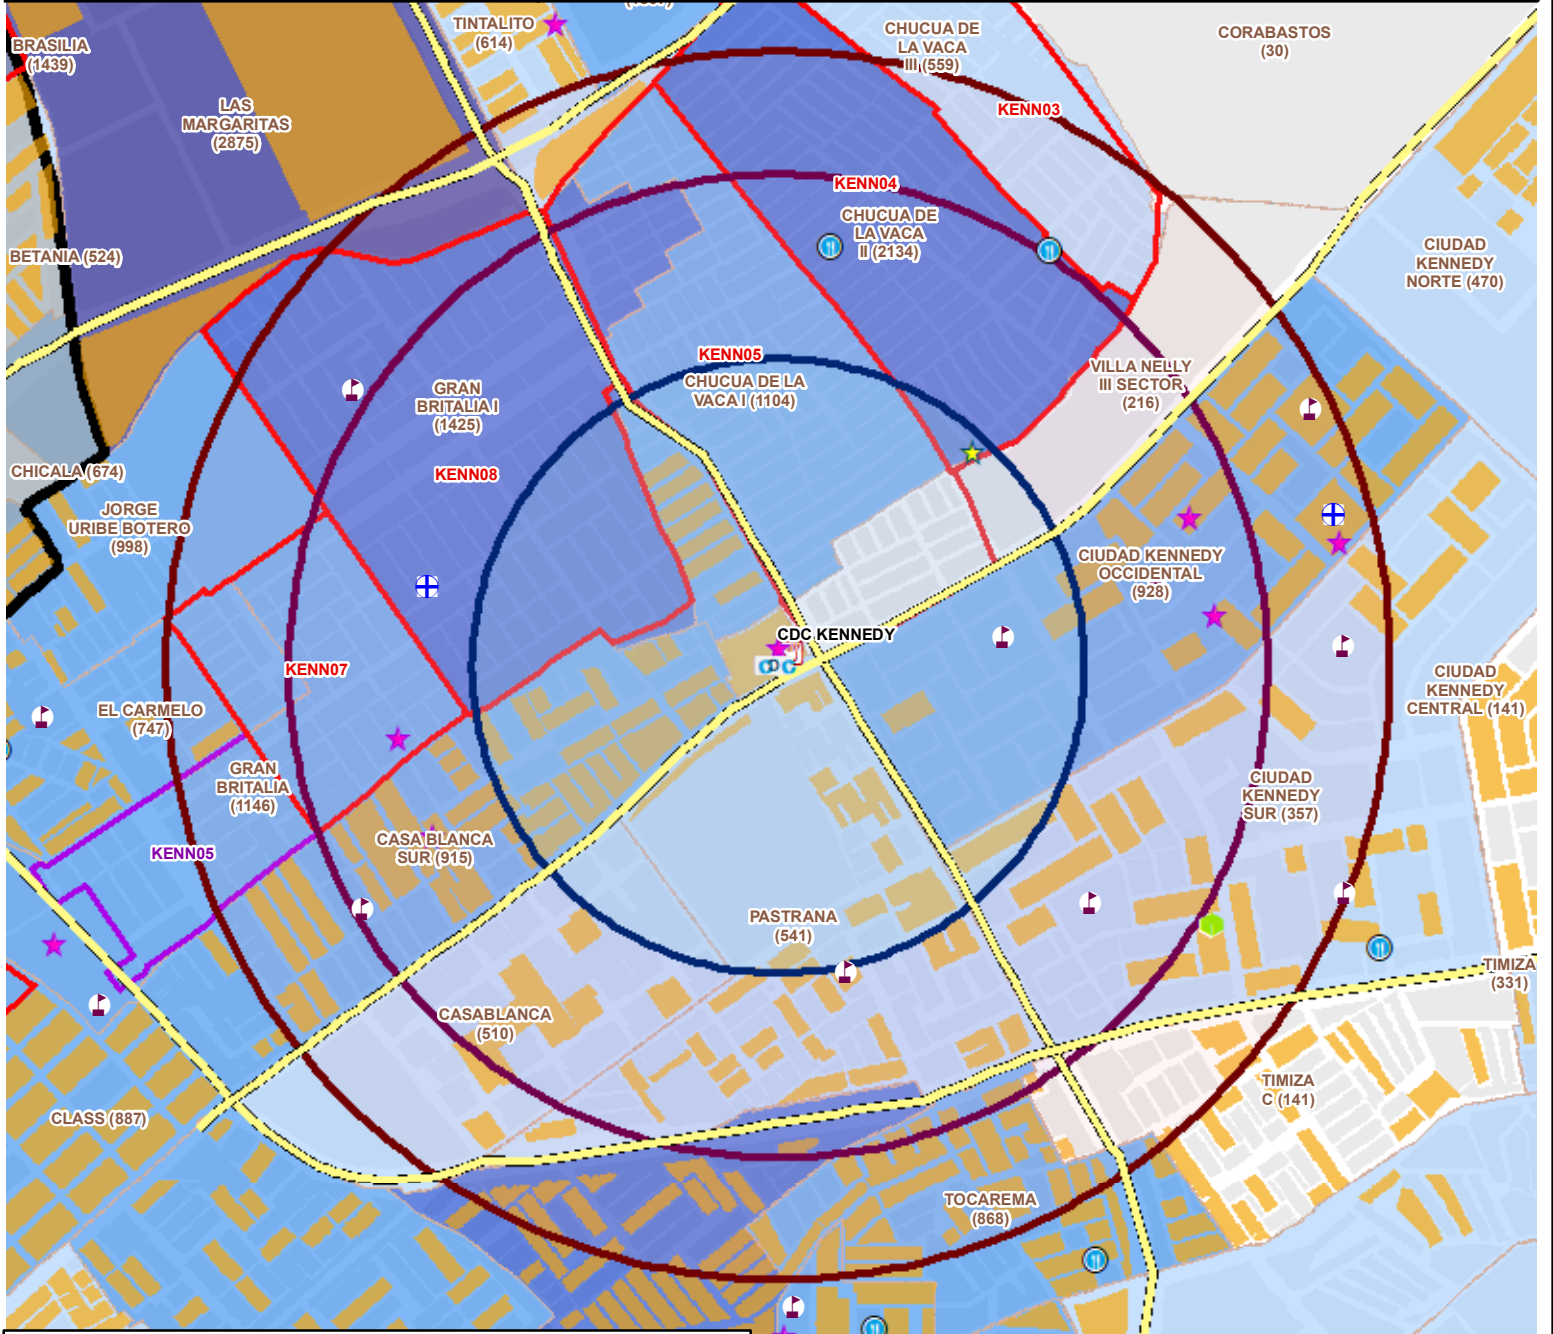 TINTALITO
(614)
BRASILIA
(1439)
CHUCUA DE
LA VACA
III (559)
CORABASTOS
(30)
LAS
MARGARITAS
(2875)
KENN03
KENN04
CHUCUA DE
LA VACA
II (2134)
BETANIA (524)
CIUDAD
KENNEDY
NORTE (470)
KENN05
CHUCUA DE LA
VACA I (1104)
VILLA NELLY
III SECTOR
(216)
GRAN
BRITALIA I
(1425)
KENN08
CHICALA (674)
JORGE
URIBE BOTERO
(998)
CIUDAD KENNEDY
OCCIDENTAL
(928)
CDC KENNEDY
CDC
KENN07
CIUDAD
KENNEDY
CENTRAL (141)
EL CARMELO
(747)
GRAN
BRITALIA
(1146)
CIUDAD
KENNEDY
SUR (357)
CASA BLANCA
SUR (915)
KENN05
PASTRANA
(541)
TIMIZA
(331)
CASABLANCA
(510)
TIMIZA
C (141)
CLASS (887)
TOCAREMA
(868)